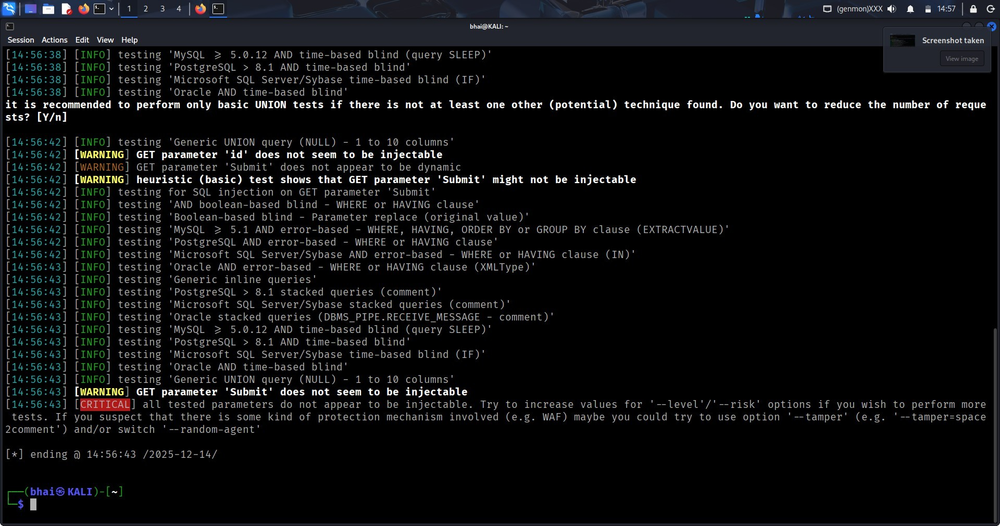 1 2 3 4 (genmon)XXX 14:57
bhai@KALI: ~
Session Actions Edit View Help
Screenshot taken
View image
[14:56:38] [INFO] testing 'MySQL ≥ 5.0.12 AND time-based blind (query SLEEP)'
[14:56:38] [INFO] testing 'PostgreSQL > 8.1 AND time-based blind'
[14:56:38] [INFO] testing 'Microsoft SQL Server/Sybase time-based blind (IF)'
[14:56:38] [INFO] testing 'Oracle AND time-based blind'
it is recommended to perform only basic UNION tests if there is not at least one other (potential) technique found. Do you want to reduce the number of reque
sts? [Y/n]
[14:56:42] [INFO] testing 'Generic UNION query (NULL) - 1 to 10 columns'
[14:56:42] [WARNING] GET parameter 'id' does not seem to be injectable
[14:56:42] [WARNING] GET parameter 'Submit' does not appear to be dynamic
[14:56:42] [WARNING] heuristic (basic) test shows that GET parameter 'Submit' might not be injectable
[14:56:42] [INFO] testing for SQL injection on GET parameter 'Submit'
[14:56:42] [INFO] testing 'AND boolean-based blind - WHERE or HAVING clause'
[14:56:42] [INFO] testing 'Boolean-based blind - Parameter replace (original value)'
[14:56:42] [INFO] testing 'MySQL ≥ 5.1 AND error-based - WHERE, HAVING, ORDER BY or GROUP BY clause (EXTRACTVALUE)'
[14:56:42] [INFO] testing 'PostgreSQL AND error-based - WHERE or HAVING clause'
[14:56:42] [INFO] testing 'Microsoft SQL Server/Sybase AND error-based - WHERE or HAVING clause (IN)'
[14:56:43] [INFO] testing 'Oracle AND error-based - WHERE or HAVING clause (XMLType)'
[14:56:43] [INFO] testing 'Generic inline queries'
[14:56:43] [INFO] testing 'PostgreSQL > 8.1 stacked queries (comment)'
[14:56:43] [INFO] testing 'Microsoft SQL Server/Sybase stacked queries (comment)'
[14:56:43] [INFO] testing 'Oracle stacked queries (DBMS_PIPE.RECEIVE_MESSAGE - comment)'
[14:56:43] [INFO] testing 'MySQL ≥ 5.0.12 AND time-based blind (query SLEEP)'
[14:56:43] [INFO] testing 'PostgreSQL > 8.1 AND time-based blind'
[14:56:43] [INFO] testing 'Microsoft SQL Server/Sybase time-based blind (IF)'
[14:56:43] [INFO] testing 'Oracle AND time-based blind'
[14:56:43] [INFO] testing 'Generic UNION query (NULL) - 1 to 10 columns'
[14:56:43] [WARNING] GET parameter 'Submit' does not seem to be injectable
[14:56:43] [CRITICAL] all tested parameters do not appear to be injectable. Try to increase values for '--level'/'--risk' options if you wish to perform more
 tests. If you suspect that there is some kind of protection mechanism involved (e.g. WAF) maybe you could try to use option '--tamper' (e.g. '--tamper=space
2comment') and/or switch '--random-agent'
[*] ending @ 14:56:43 /2025-12-14/
┌──(bhai㉿KALI)-[~]
└─$